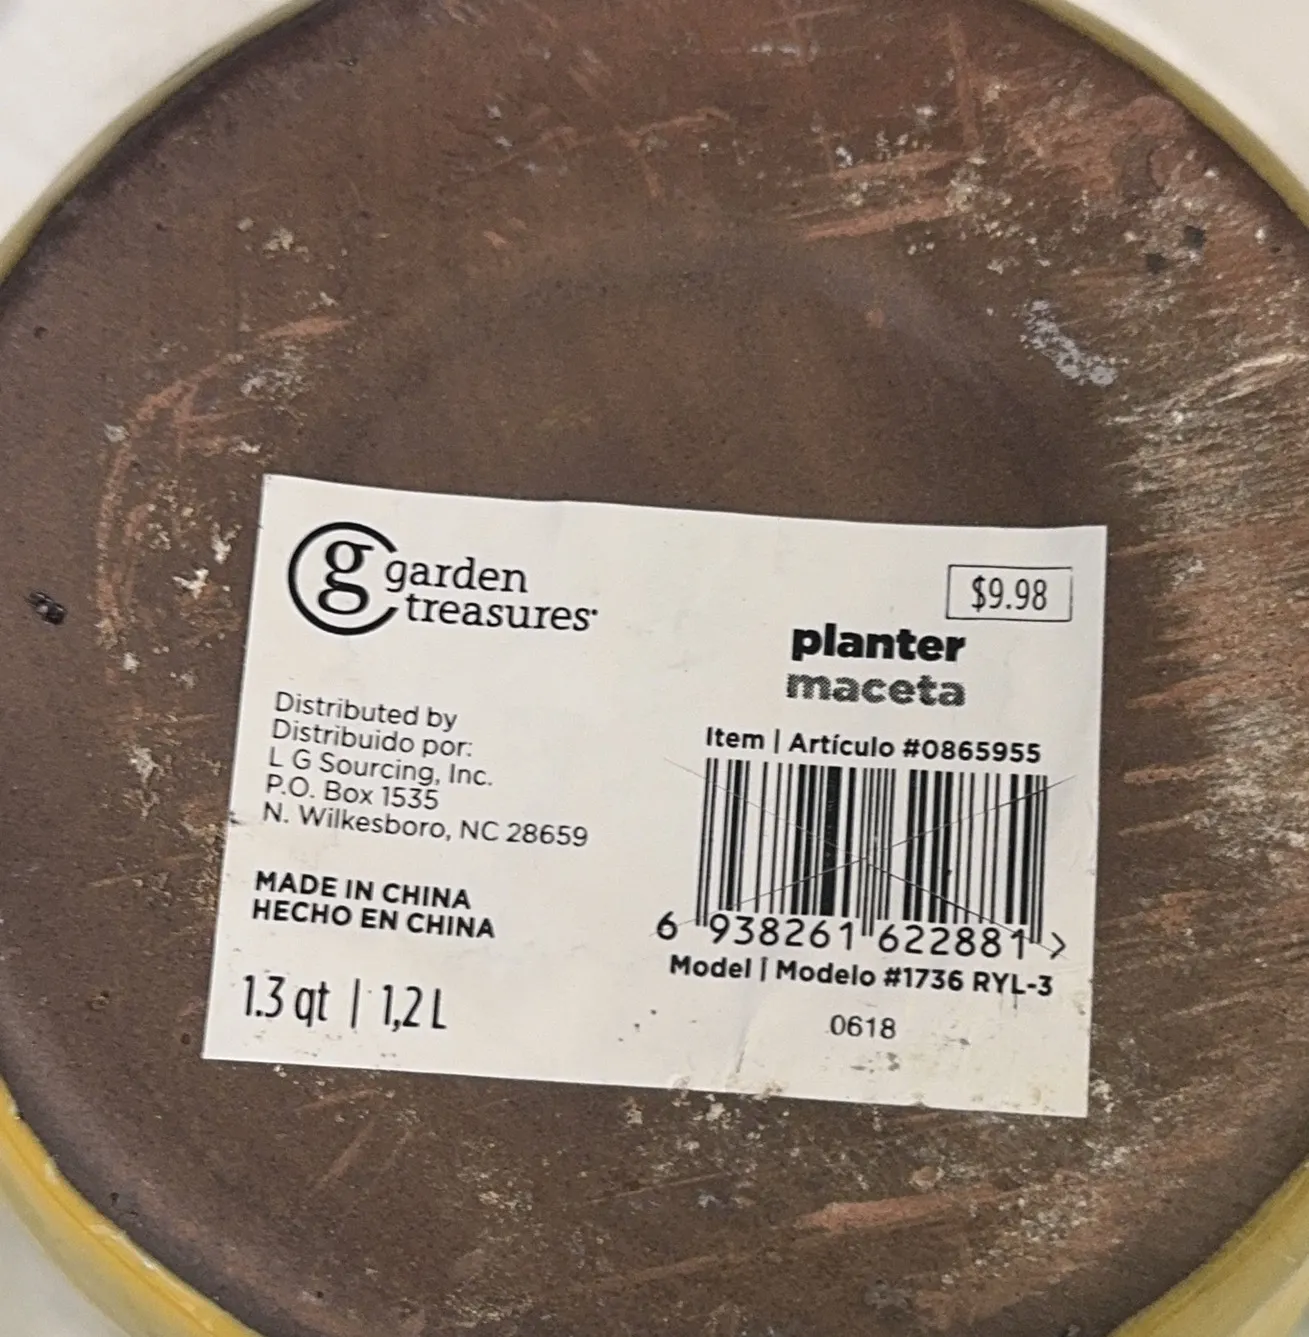 g garden
treasures
$9.98
planter
maceta
Item | Artículo #0865955
Distributed by
Distribuido por:
L G Sourcing, Inc.
P.O. Box 1535
N. Wilkesboro, NC 28659
MADE IN CHINA
HECHO EN CHINA
1.3 qt | 1,2 L
6 938261 622881 >
Model | Modelo #1736 RYL-3
0618